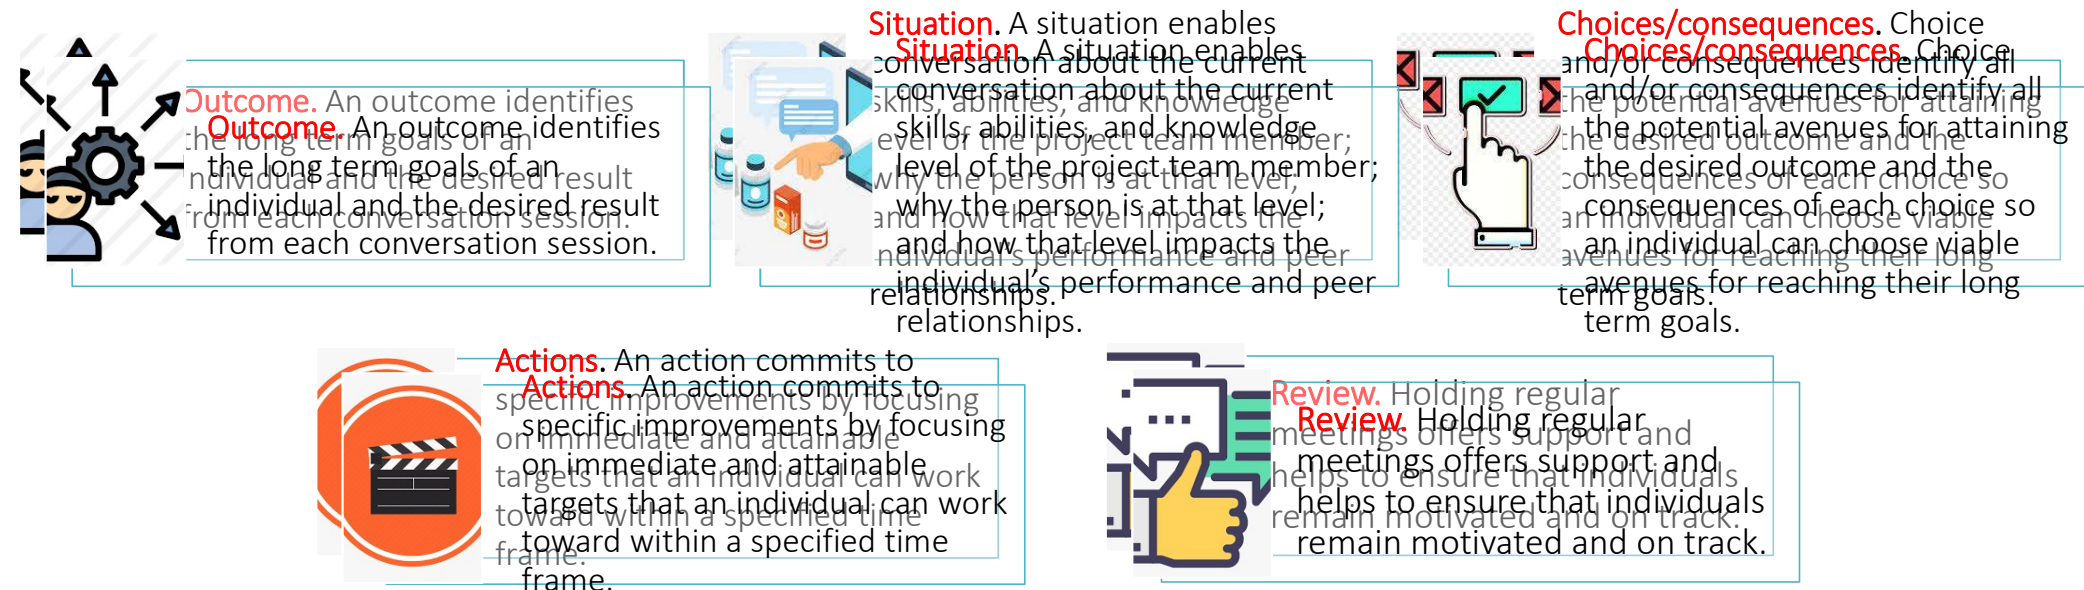 Outcome. An outcome identifies
the long term goals of an
individual and the desired result
from each conversation session.
Situation. A situation enables
conversation about the current
skills, abilities, and knowledge
level of the project team member;
why the person is at that level;
and how that level impacts the
individual's performance and peer
relationships.
Choices/consequences. Choice
and/or consequences identify all
the potential avenues for attaining
the desired outcome and the
consequences of each choice so
an individual can choose viable
avenues for reaching their long
term goals.
Actions. An action commits to
specific improvements by focusing
on immediate and attainable
targets that an individual can work
toward within a specified time
frame.
Review. Holding regular
meetings offers support and
helps to ensure that individuals
remain motivated and on track.